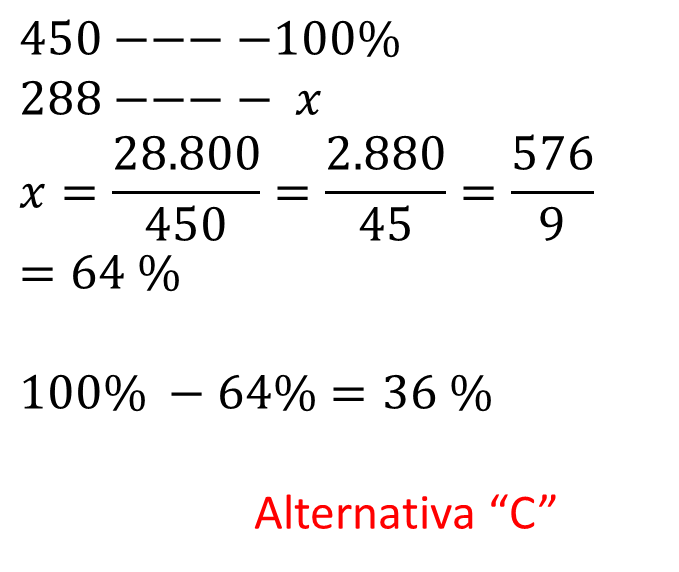 450 −−− −100%
288 −−− − x
x = 28.800/450 = 2.880/45 = 576/9
= 64 %
100% − 64% = 36 %
Alternativa “C”